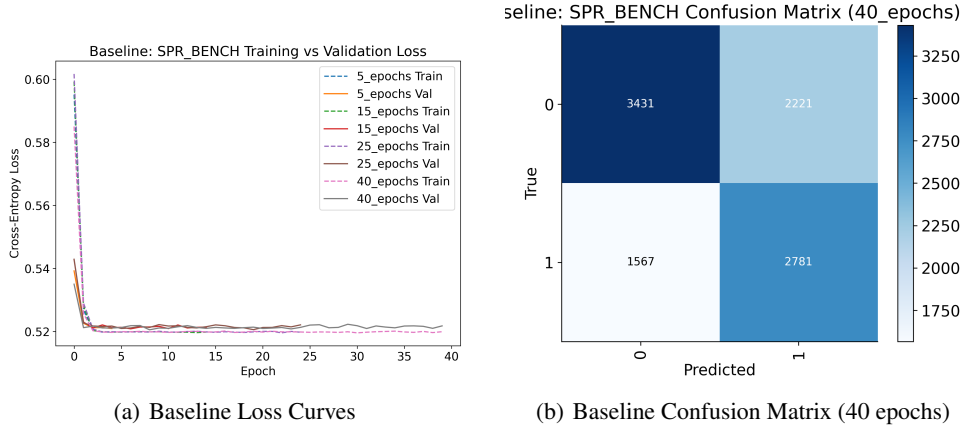 Baseline: SPR_BENCH Training vs Validation Loss
0.60
0.58
0.56
0.54
0.52
Cross-Entropy Loss
5_epochs Train
5_epochs Val
15_epochs Train
15_epochs Val
25_epochs Train
25_epochs Val
40_epochs Train
40_epochs Val
0 5 10 15 20 25 30 35 40
Epoch
(a) Baseline Loss Curves
seline: SPR_BENCH Confusion Matrix (40_epochs)
True
0
1
3431 2221
1567 2781
0 1
Predicted
3250
3000
2750
2500
2250
2000
1750
(b) Baseline Confusion Matrix (40 epochs)